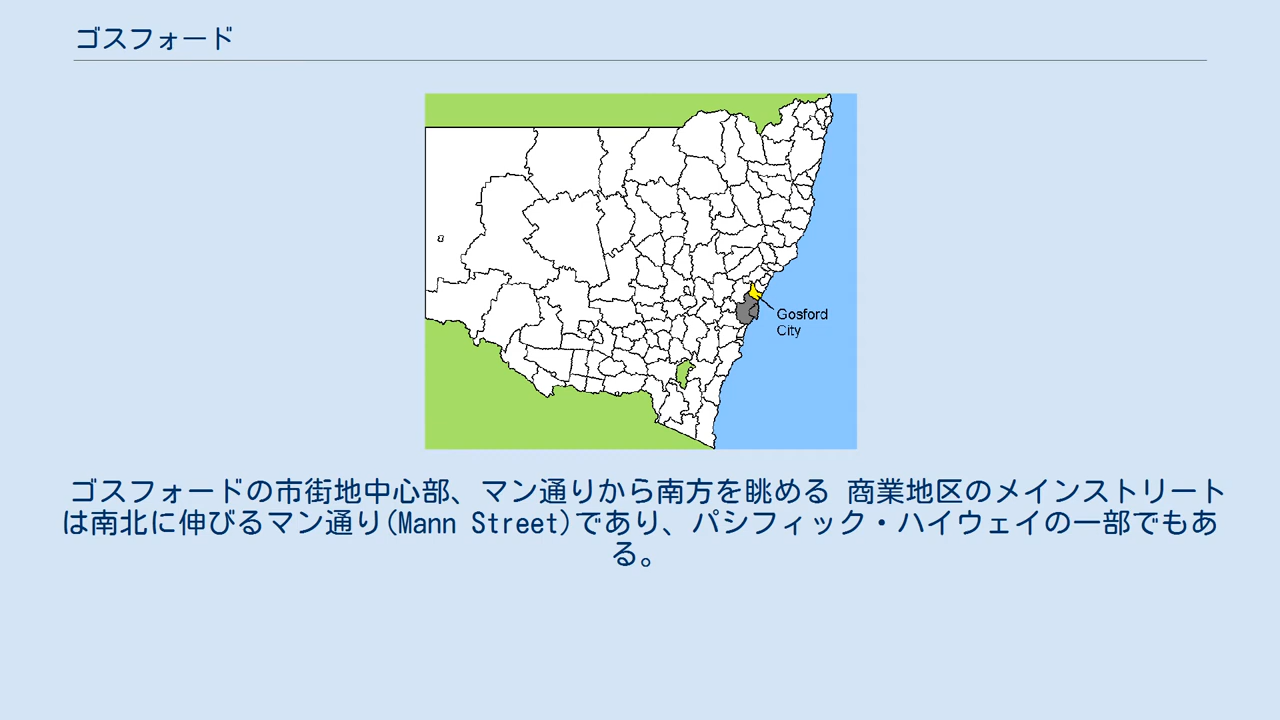 ゴスフォード
a
Gosford
City
ゴスフォードの市街地中心部、マン通りから南方を眺める 商業地区のメインストリート
は南北に伸びるマン通り(Mann Street)であり、パシフィック・ハイウェイの一部でもあ
る。